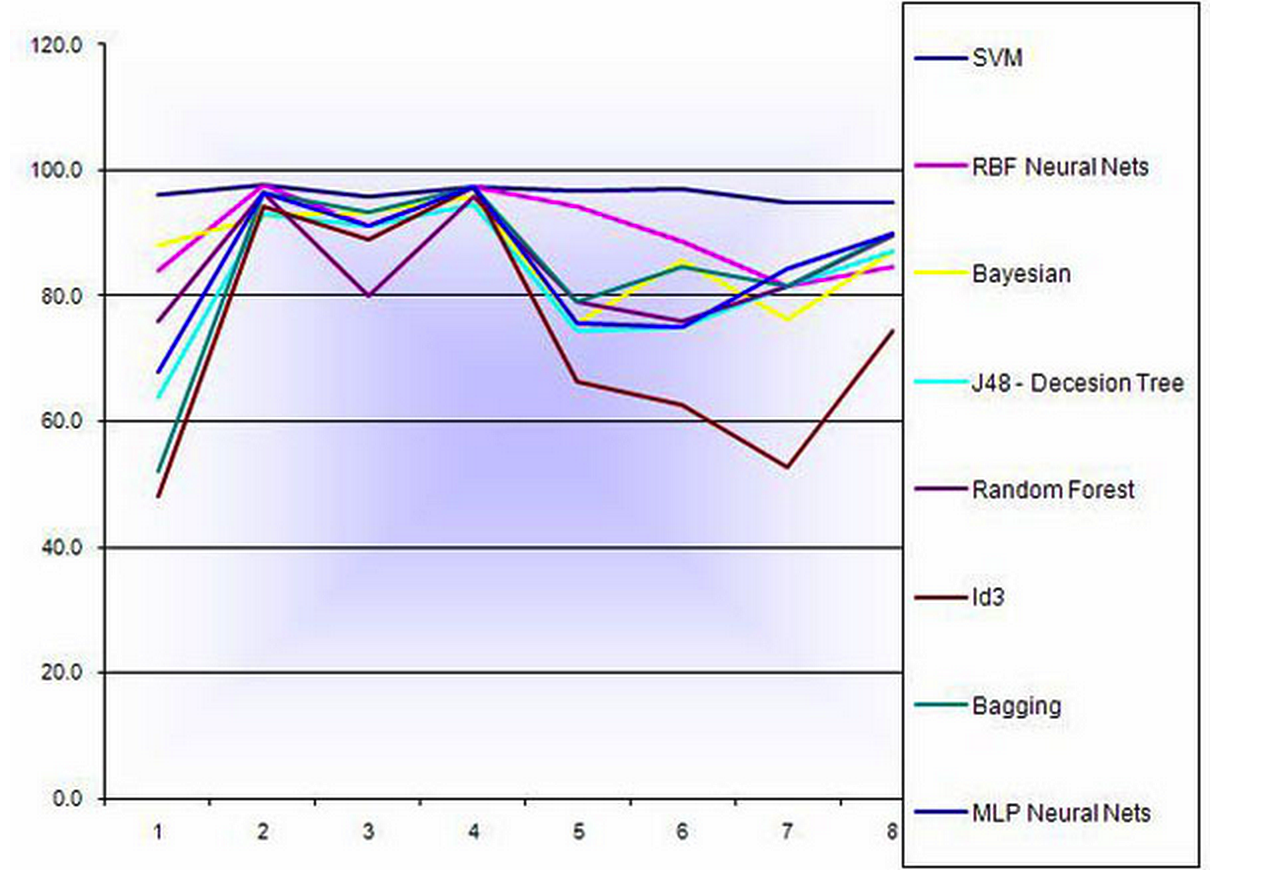 120.0
100.0
80.0
60.0
40.0
20.0
0.0
1 2 3 4 5 6 7 8
SVM
RBF Neural Nets
Bayesian
J48 - Decesion Tree
Random Forest
Id3
Bagging
MLP Neural Nets